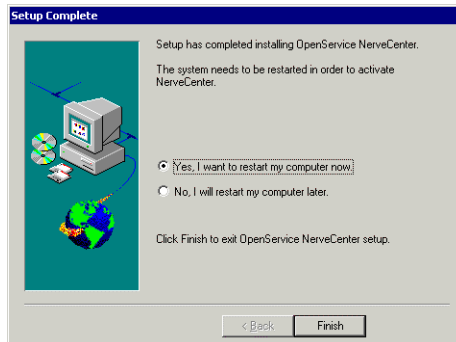 Setup Complete
Setup has completed installing OpenService NerveCenter.
The system needs to be restarted in order to activate
NerveCenter.
Yes, I want to restart my computer now.
No, I will restart my computer later.
Click Finish to exit OpenService NerveCenter setup.
< Back
Finish